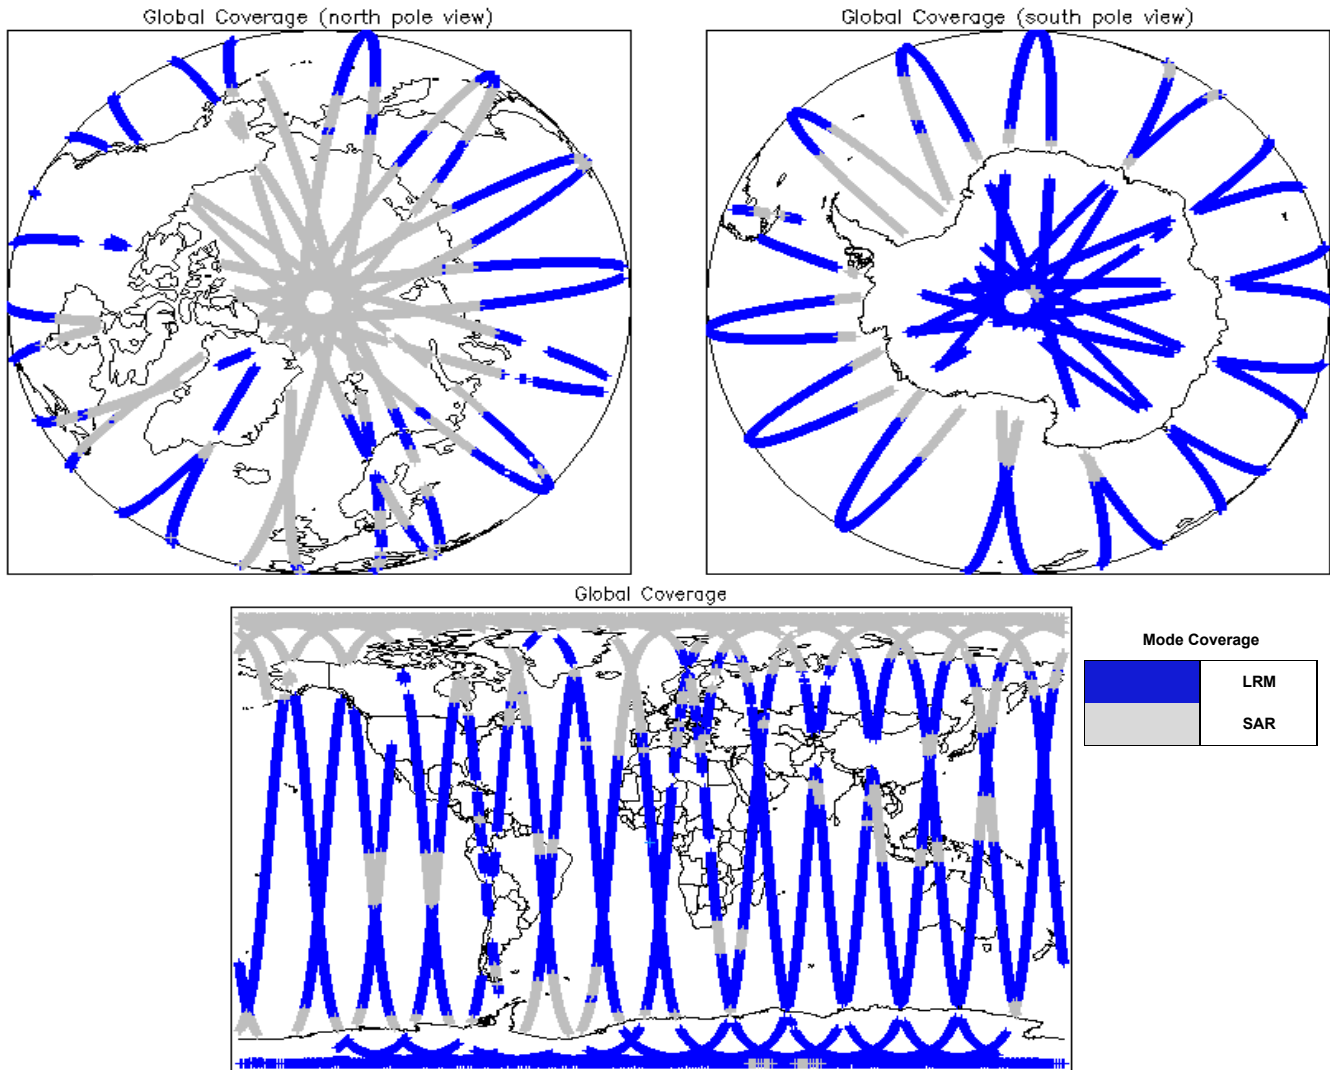 Global Coverage (north pole view)
Global Coverage (south pole view)
Global Coverage
Mode Coverage
LRM
SAR